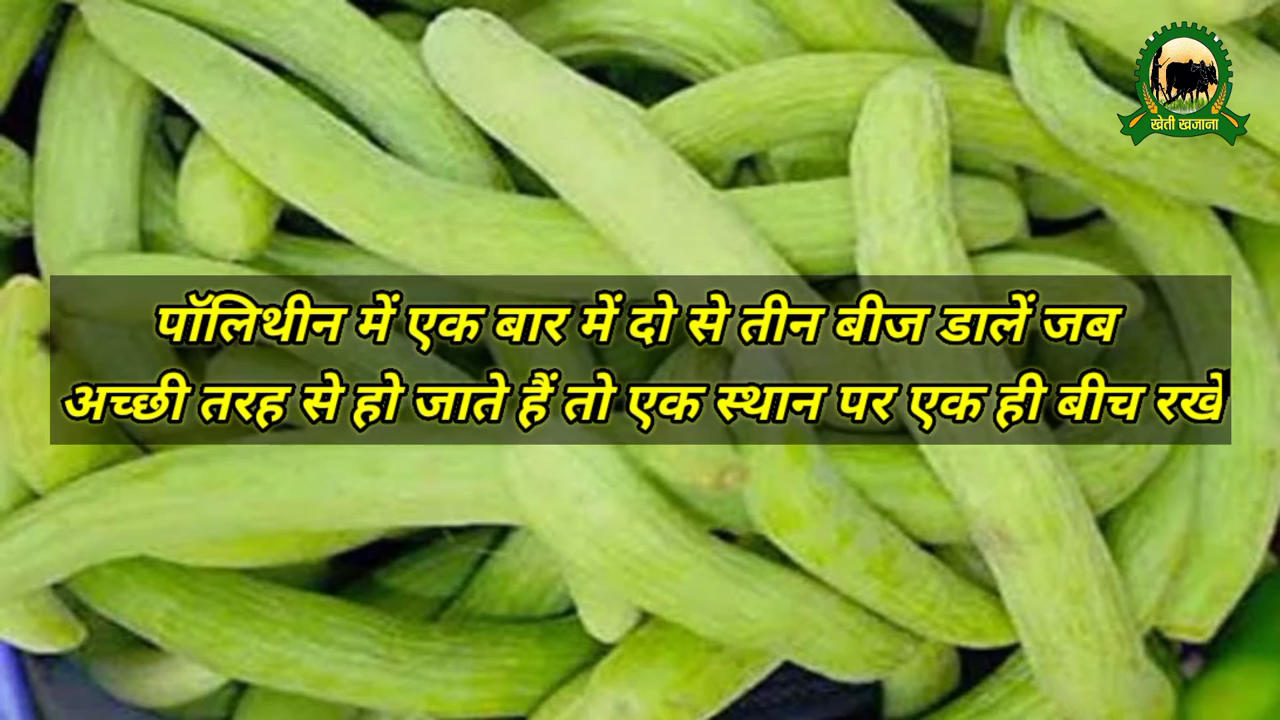 खेती खजाना
पॉलिथीन में एक बार में दो से तीन बीज डालें जब
अच्छी तरह से हो जाते हैं तो एक स्थान पर एक ही बीच रखें